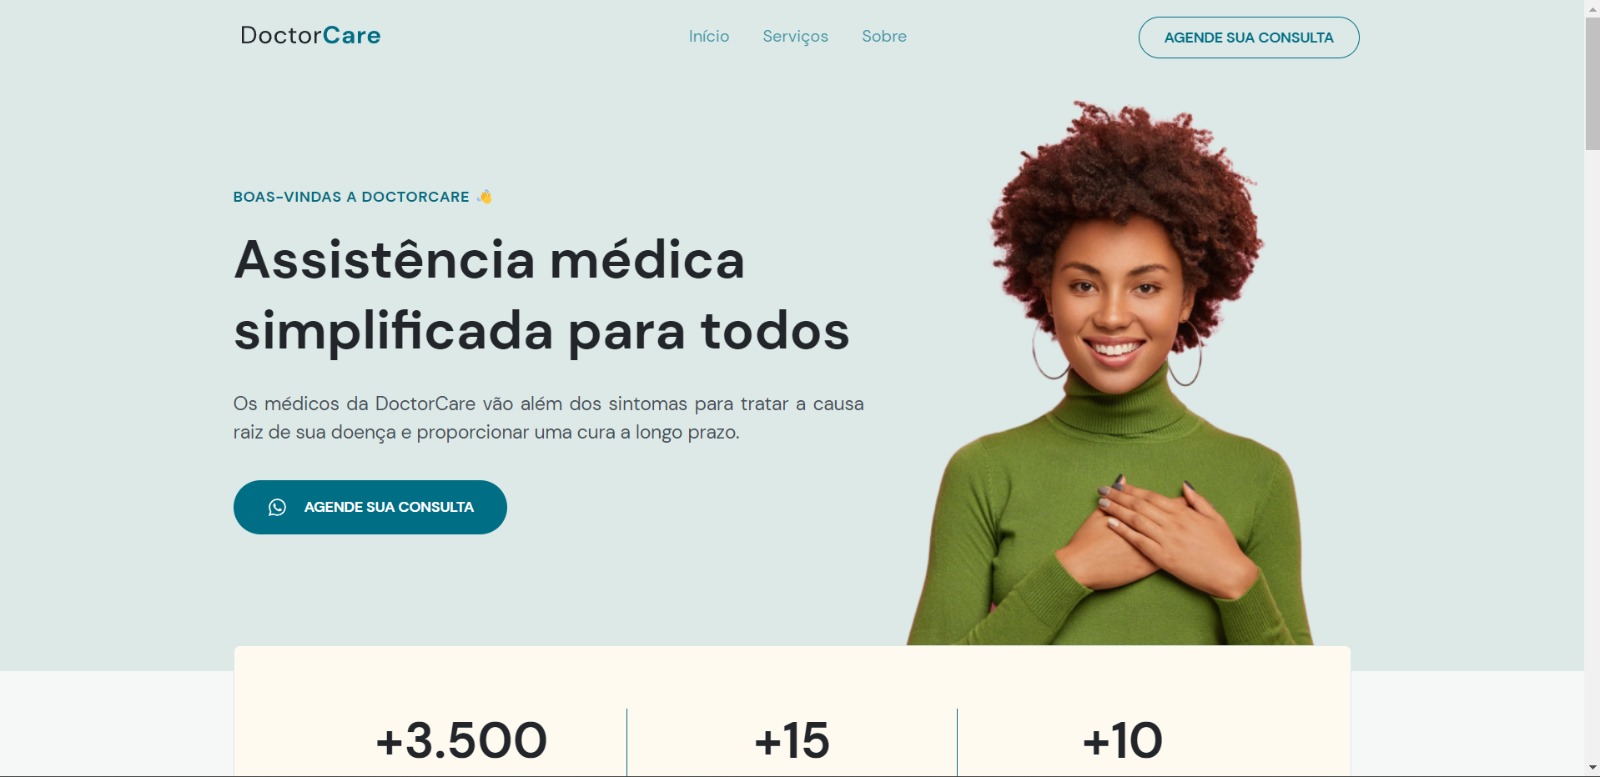 DoctorCare
Início Serviços Sobre
AGENDE SUA CONSULTA
BOAS-VINDAS A DOCTORCARE 👋
Assistência médica
simplificada para todos
Os médicos da DoctorCare vão além dos sintomas para tratar a causa
raiz de sua doença e proporcionar uma cura a longo prazo.
AGENDE SUA CONSULTA
+3.500
+15
+10